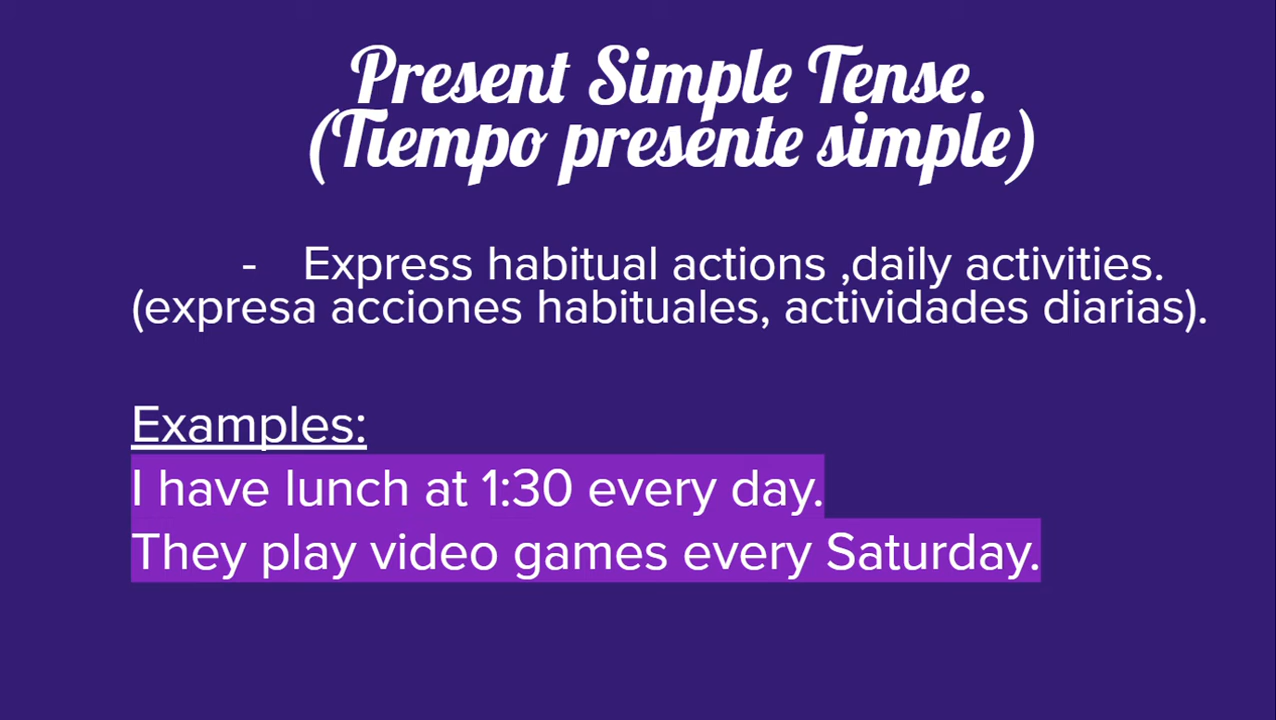 Present Simple Tense.
(Tiempo presente simple)
- Express habitual actions ,daily activities.
(expresa acciones habituales, actividades diarias).
Examples:
I have lunch at 1:30 every day.
They play video games every Saturday.